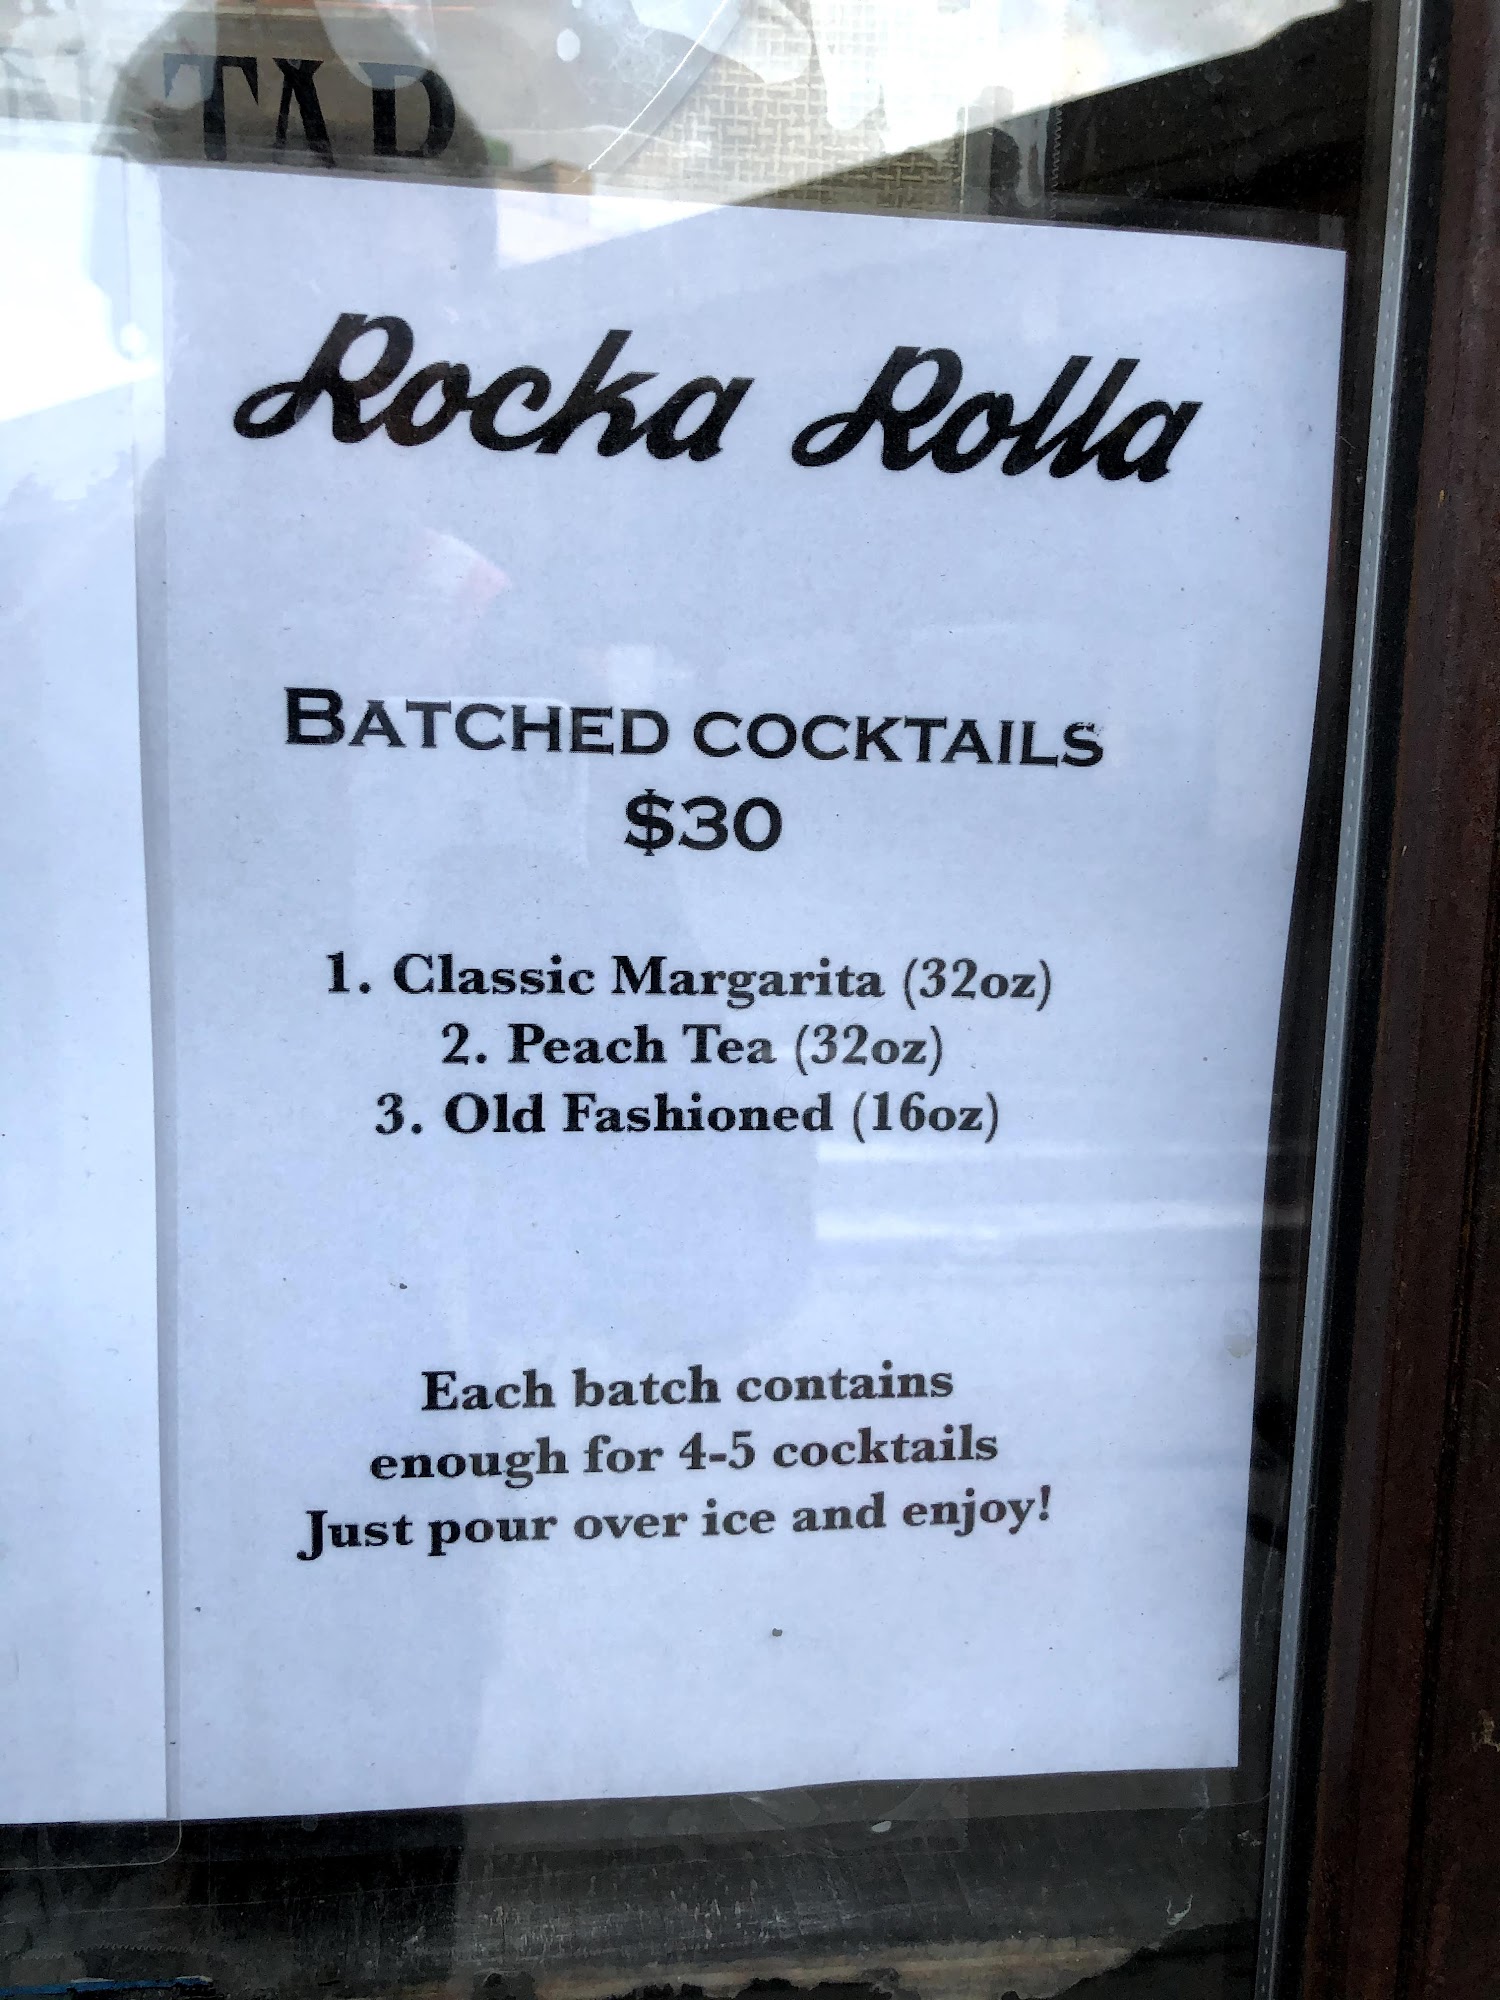 TAP
Rocka Rolla
BATCHED COCKTAILS
$30
1. Classic Margarita (32oz)
2. Peach Tea (32oz)
3. Old Fashioned (16oz)
Each batch contains
enough for 4-5 cocktails
Just pour over ice and enjoy!